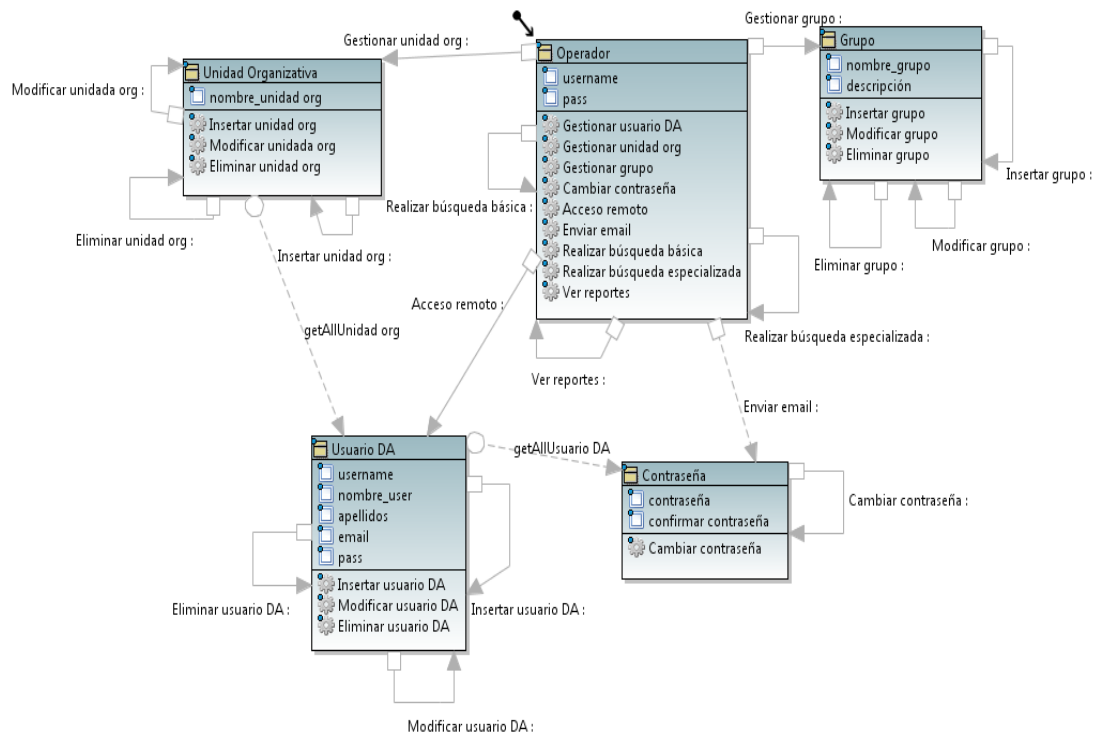 Gestionar unidad org :
Gestionar grupo :
Modificar unidada org :
Unidad Organizativa
nombre_unidad org
Insertar unidad org
Modificar unidada org
Eliminar unidad org
Eliminar unidad org :
Insertar unidad org :
getAllUnidad org
Operador
username
pass
Gestionar usuario DA
Gestionar unidad org
Gestionar grupo
Cambiar contraseña
Acceso remoto
Enviar email
Realizar búsqueda básica
Realizar búsqueda especializada
Ver reportes
Realizar búsqueda básica :
Acceso remoto :
Ver reportes :
Realizar búsqueda especializada :
Enviar email :
Grupo
nombre_grupo
descripción
Insertar grupo
Modificar grupo
Eliminar grupo
Insertar grupo :
Modificar grupo :
Eliminar grupo :
Usuario DA
username
nombre_user
apellidos
email
pass
Insertar usuario DA
Modificar usuario DA
Eliminar usuario DA
Eliminar usuario DA :
Insertar usuario DA :
Modificar usuario DA :
getAllUsuario DA
Contraseña
contraseña
confirmar contraseña
Cambiar contraseña
Cambiar contraseña :